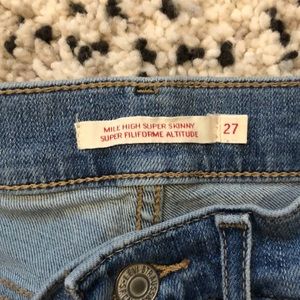 MILE HIGH SUPER SKINNY
SUPER FILIFORME ALTITUDE
27